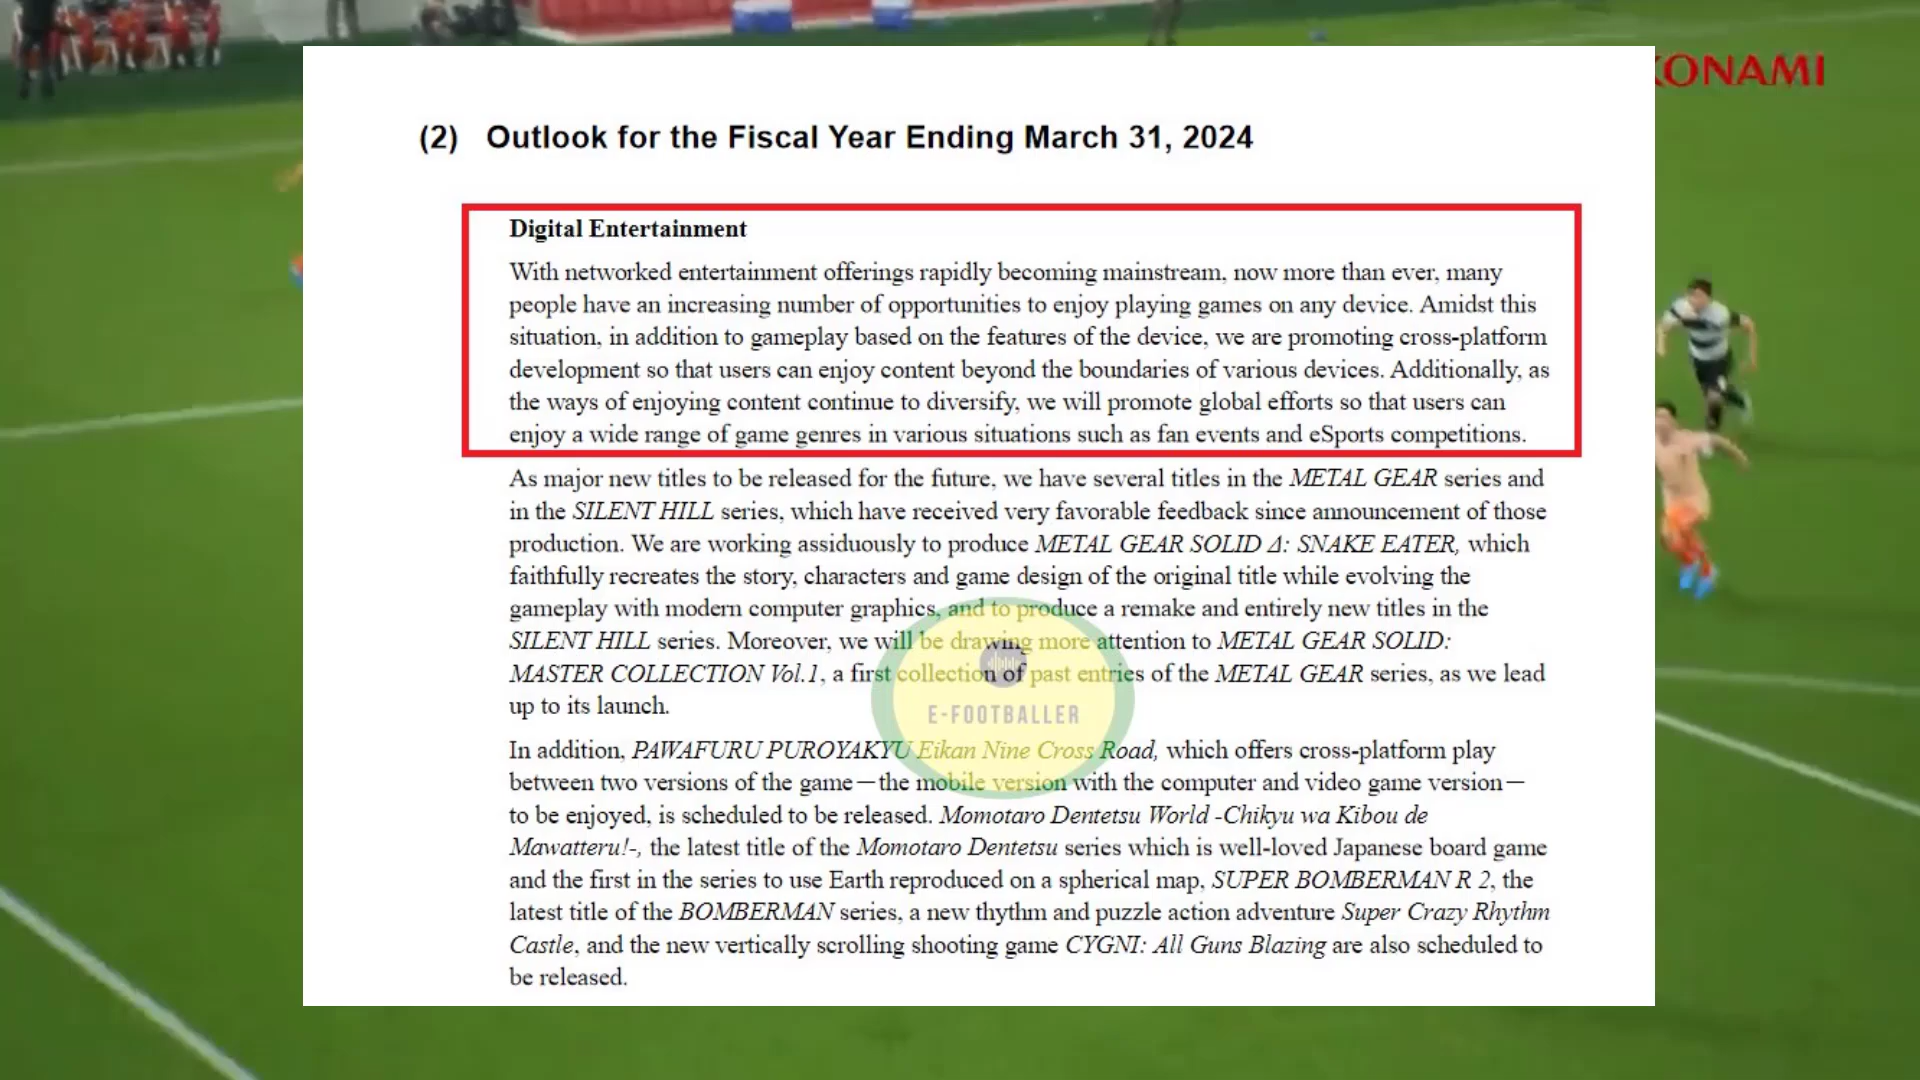 KONAMI
(2) Outlook for the Fiscal Year Ending March 31, 2024
Digital Entertainment
With networked entertainment offerings rapidly becoming mainstream, now more than ever, many
people have an increasing number of opportunities to enjoy playing games on any device. Amidst this
situation, in addition to gameplay based on the features of the device, we are promoting cross-platform
development so that users can enjoy content beyond the boundaries of various devices. Additionally, as
the ways of enjoying content continue to diversify, we will promote global efforts so that users can
enjoy a wide range of game genres in various situations such as fan events and eSports competitions.
As major new titles to be released for the future, we have several titles in the METAL GEAR series and
in the SILENT HILL series, which have received very favorable feedback since announcement of those
production. We are working assiduously to produce METAL GEAR SOLID Δ: SNAKE EATER, which
faithfully recreates the story, characters and game design of the original title while evolving the
gameplay with modern computer graphics, and to produce a remake and entirely new titles in the
SILENT HILL series. Moreover, we will be drawing more attention to METAL GEAR SOLID:
MASTER COLLECTION Vol.1, a first collection of past entries of the METAL GEAR series, as we lead
up to its launch.
E-FOOTBALLER
In addition, PAWAFURU PUROYAKYU Eikan Nine Cross Road, which offers cross-platform play
between two versions of the game—the mobile version with the computer and video game version—
to be enjoyed, is scheduled to be released. Momotaro Dentetsu World -Chikyu wa Kibou de
Mawatteru!-, the latest title of the Momotaro Dentetsu series which is well-loved Japanese board game
and the first in the series to use Earth reproduced on a spherical map, SUPER BOMBERMAN R 2, the
latest title of the BOMBERMAN series, a new thythm and puzzle action adventure Super Crazy Rhythm
Castle, and the new vertically scrolling shooting game CYGNI: All Guns Blazing are also scheduled to
be released.